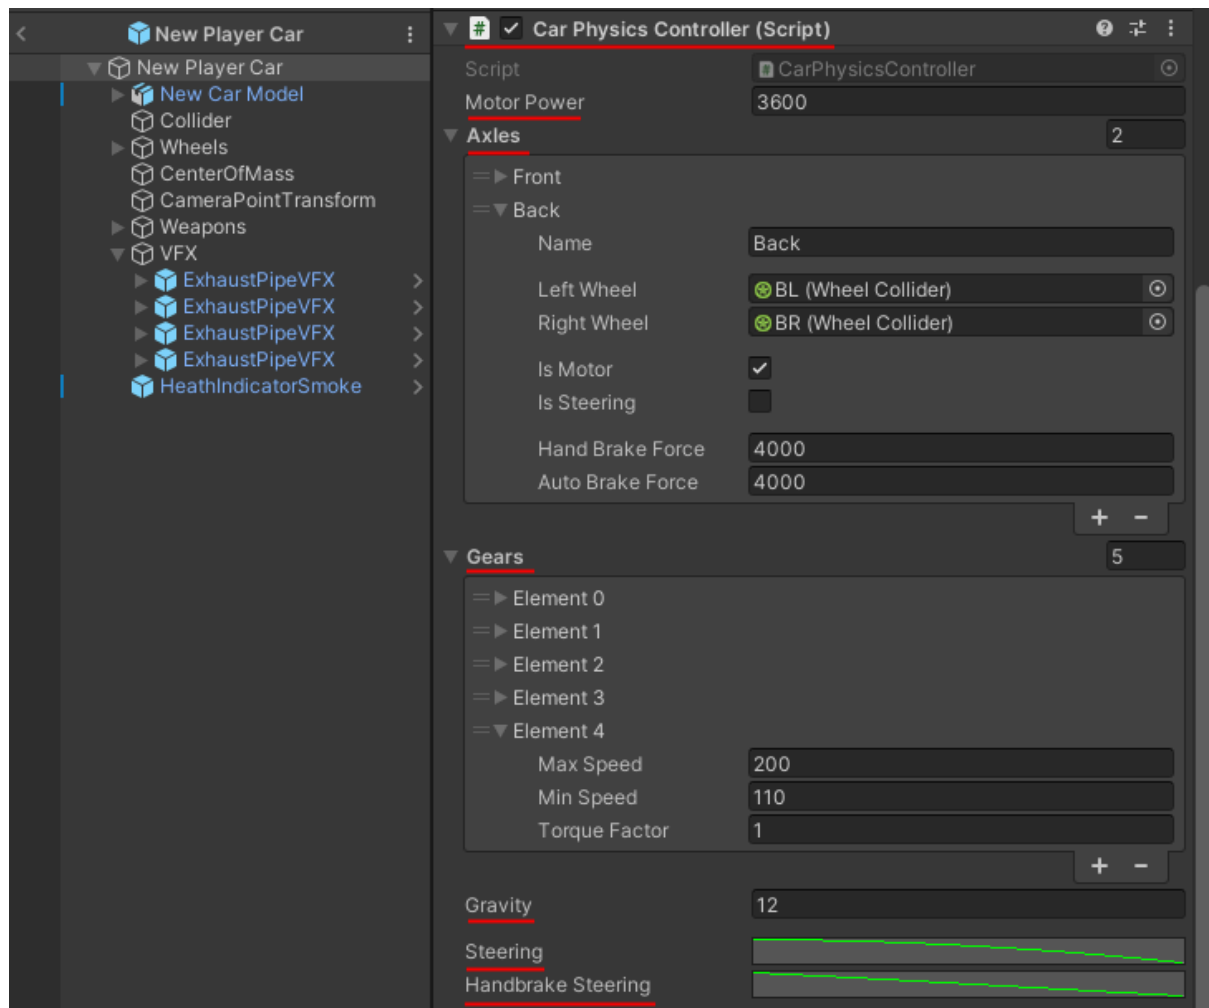 New Player Car
New Player Car
New Car Model
Collider
Wheels
CenterOfMass
CameraPointTransform
Weapons
VFX
ExhaustPipeVFX
ExhaustPipeVFX
ExhaustPipeVFX
ExhaustPipeVFX
HeathIndicatorSmoke
# Car Physics Controller (Script)
Script CarPhysicsController
Motor Power 3600
Axles 2
Front
Back
Name Back
Left Wheel BL (Wheel Collider)
Right Wheel BR (Wheel Collider)
Is Motor
Is Steering
Hand Brake Force 4000
Auto Brake Force 4000
+ -
Gears 5
Element 0
Element 1
Element 2
Element 3
Element 4
Max Speed 200
Min Speed 110
Torque Factor 1
+ -
Gravity 12
Steering
Handbrake Steering